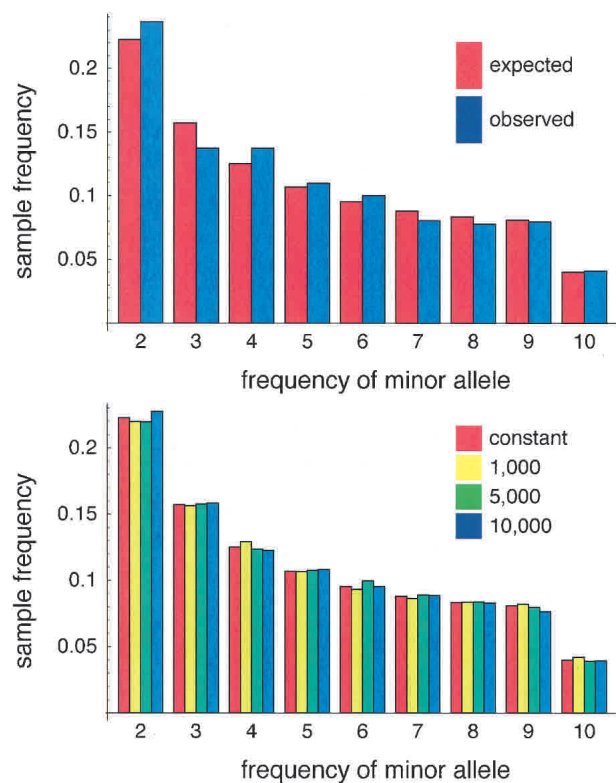 sample frequency
0.2
0.15
0.1
0.05
expected
observed
2 3 4 5 6 7 8 9 10
frequency of minor allele
sample frequency
0.2
0.15
0.1
0.05
constant
1,000
5,000
10,000
2 3 4 5 6 7 8 9 10
frequency of minor allele